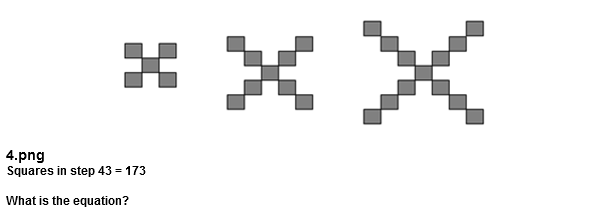 4.png
Squares in step 43 = 173
What is the equation?